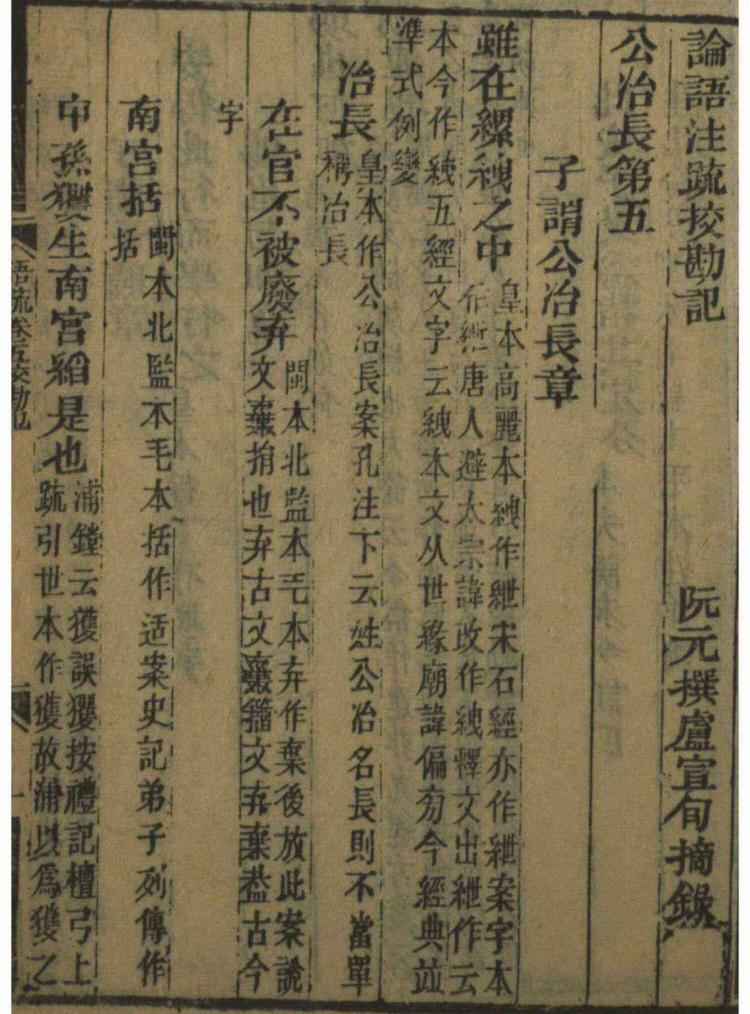 論語注疏挍勘記
阮元撰盧宣旬摘錄
公冶長第五
子謂公冶長章
雖在縲絏之中
皇本高麗本絏作紲宋石經亦作紲案字本
作紲唐人避太宗諱改作絏釋文出紲作云
本今作絏五經文字云絏本文从世緣廟諱偏旁今經典並
準式例變
冶長
皇本作公冶長案孔注下云姓公冶名長則不當單
稱冶長
在官不被廢弃
閩本北監本毛本弃作棄後放此案說
文棄捐也弃古文棄籀文弃棄葢古今
字
南宮括
閩本北監本毛本括作适案史記弟子列傳作
括
中孫玃生南宮縚是也
浦鏜云獲誤玃按禮記檀弓上
疏引世本作獲故浦以為獲之
語疏卷五挍勘記
一